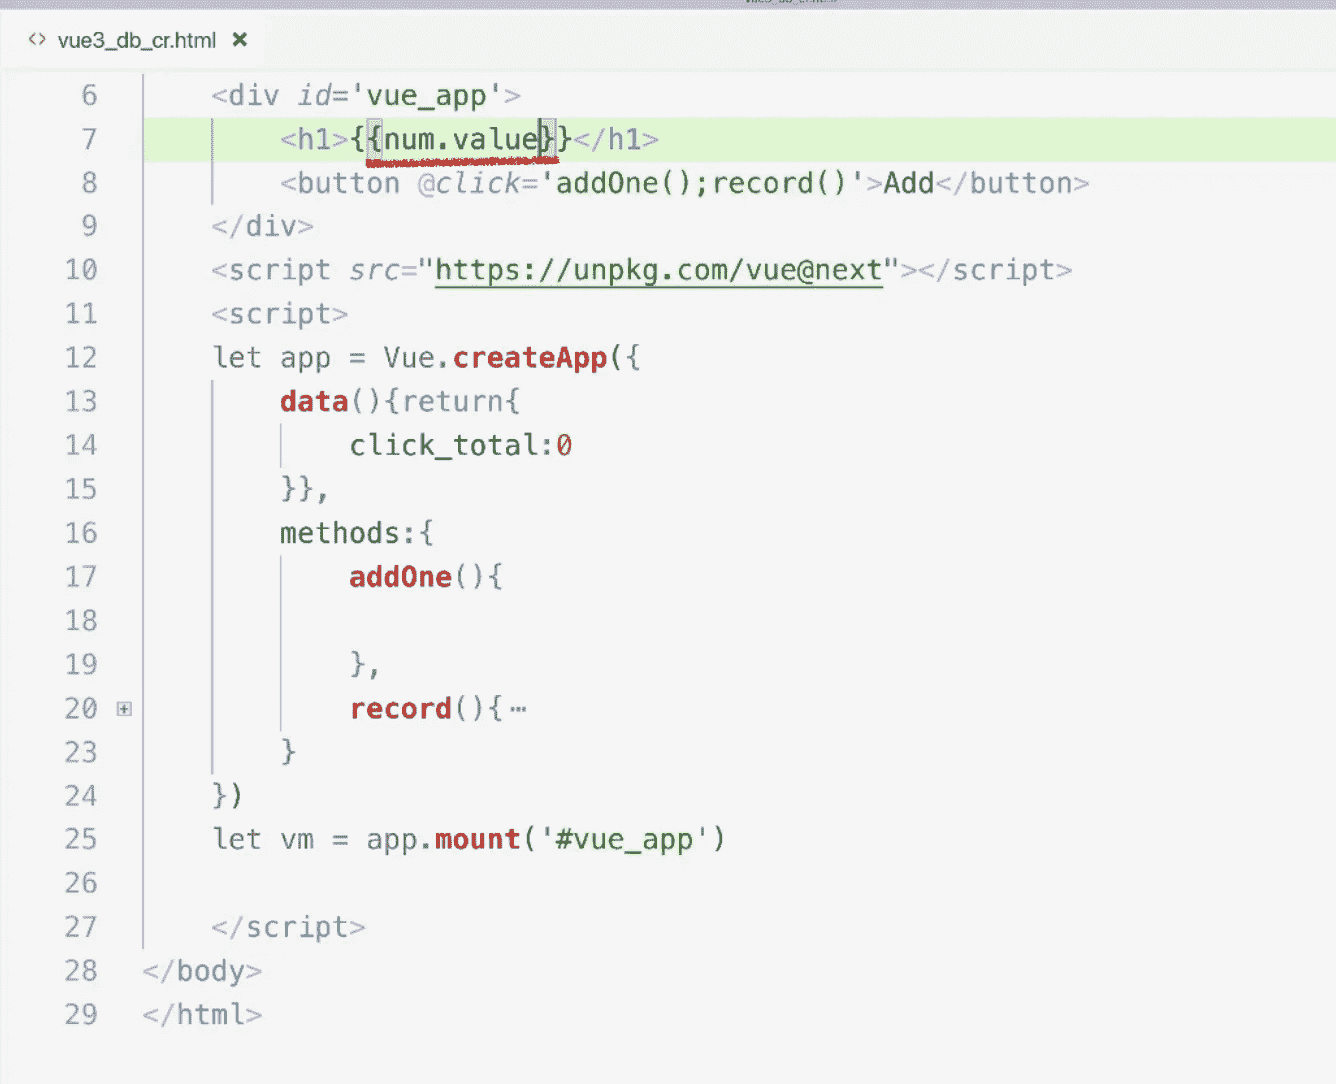 <> vue3_db_cr.html ×
6 <div id='vue_app'>
7 <h1>{{num.value}}</h1>
8 <button @click='addOne();record()'>Add</button>
9 </div>
10 <script src="https://unpkg.com/vue@next"></script>
11 <script>
12 let app = Vue.createApp({
13 data(){return{
14 click_total:0
15 }},
16 methods:{
17 addOne(){
18
19 },
20 record(){⋯
23 }
24 })
25 let vm = app.mount('#vue_app')
26
27 </script>
28 </body>
29 </html>